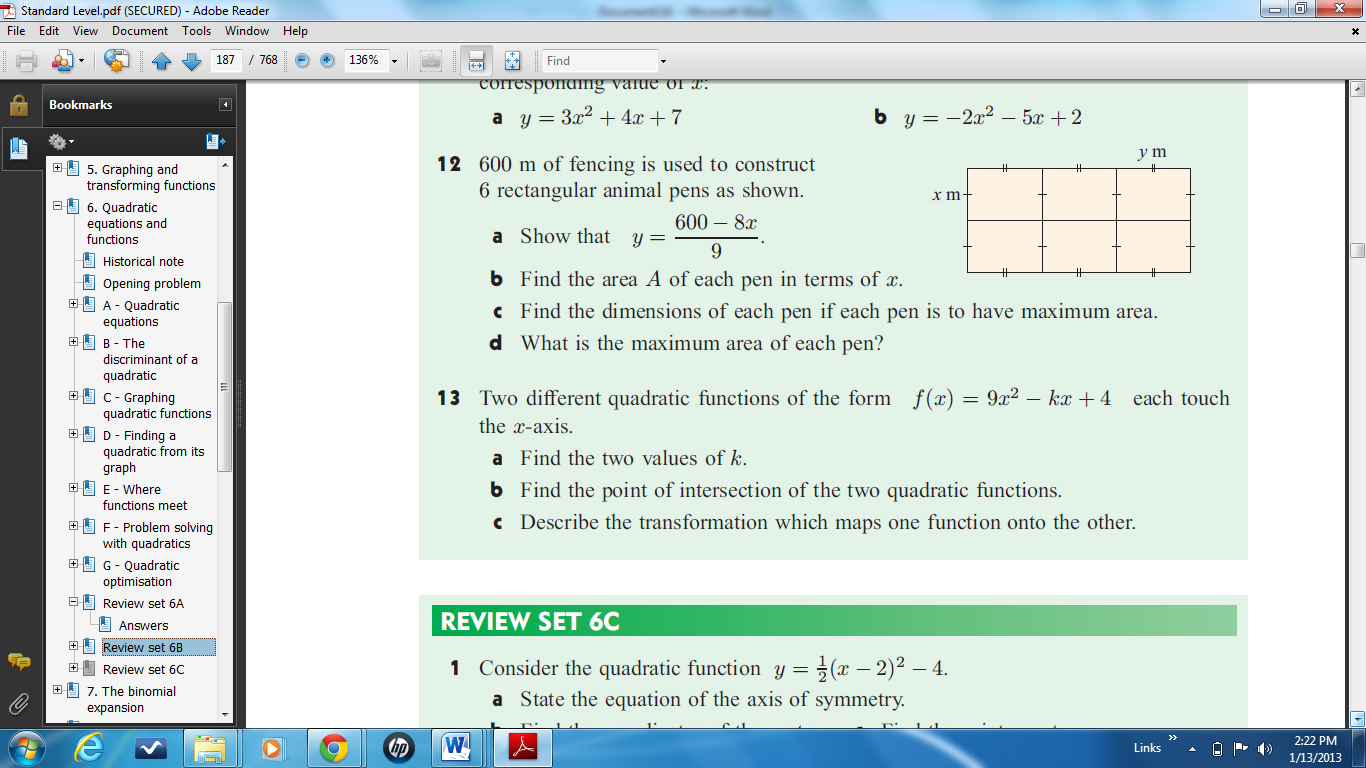 Standard Level.pdf (SECURED) - Adobe Reader
File Edit View Document Tools Window Help
187 / 768 136% Find
Bookmarks
5. Graphing and
transforming functions
6. Quadratic
equations and
functions
Historical note
Opening problem
A - Quadratic
equations
B - The
discriminant of a
quadratic
C - Graphing
quadratic functions
D - Finding a
quadratic from its
graph
E - Where
functions meet
F - Problem solving
with quadratics
G - Quadratic
optimisation
Review set 6A
Answers
Review set 6B
Review set 6C
7. The binomial
expansion
corresponding value of x:
a y = 3x² + 4x + 7 b y = −2x² − 5x + 2
12 600 m of fencing is used to construct
6 rectangular animal pens as shown.
y m
x m
a Show that y = (600 − 8x)/9.
b Find the area A of each pen in terms of x.
c Find the dimensions of each pen if each pen is to have maximum area.
d What is the maximum area of each pen?
13 Two different quadratic functions of the form f(x) = 9x² − kx + 4 each touch
the x-axis.
a Find the two values of k.
b Find the point of intersection of the two quadratic functions.
c Describe the transformation which maps one function onto the other.
REVIEW SET 6C
1 Consider the quadratic function y = ½(x − 2)² − 4.
a State the equation of the axis of symmetry.
Links »
2:22 PM
1/13/2013